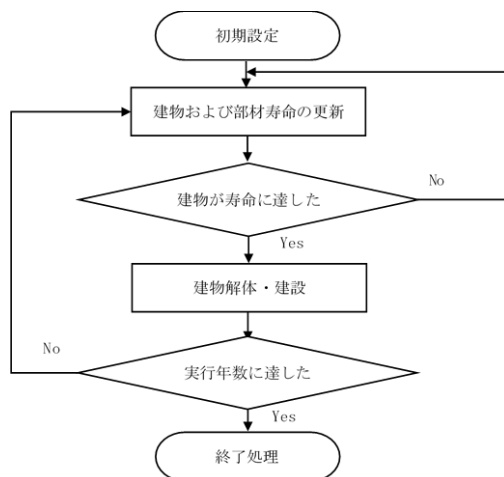 初期設定
建物および部材寿命の更新
建物が寿命に達した
No
Yes
建物解体・建設
No
実行年数に達した
Yes
終了処理